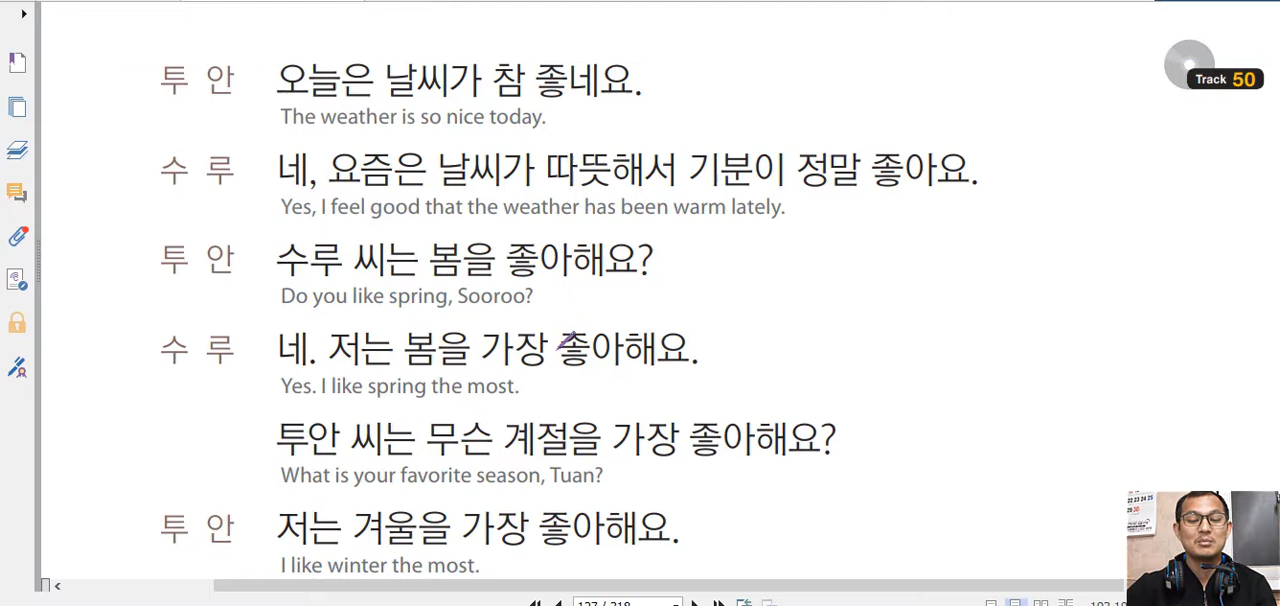 Track 50
투 안 오늘은 날씨가 참 좋네요.
The weather is so nice today.
수 루 네, 요즘은 날씨가 따뜻해서 기분이 정말 좋아요.
Yes, I feel good that the weather has been warm lately.
투 안 수루 씨는 봄을 좋아해요?
Do you like spring, Sooroo?
수 루 네. 저는 봄을 가장 좋아해요.
Yes. I like spring the most.
투안 씨는 무슨 계절을 가장 좋아해요?
What is your favorite season, Tuan?
투 안 저는 겨울을 가장 좋아해요.
I like winter the most.
127 / 318